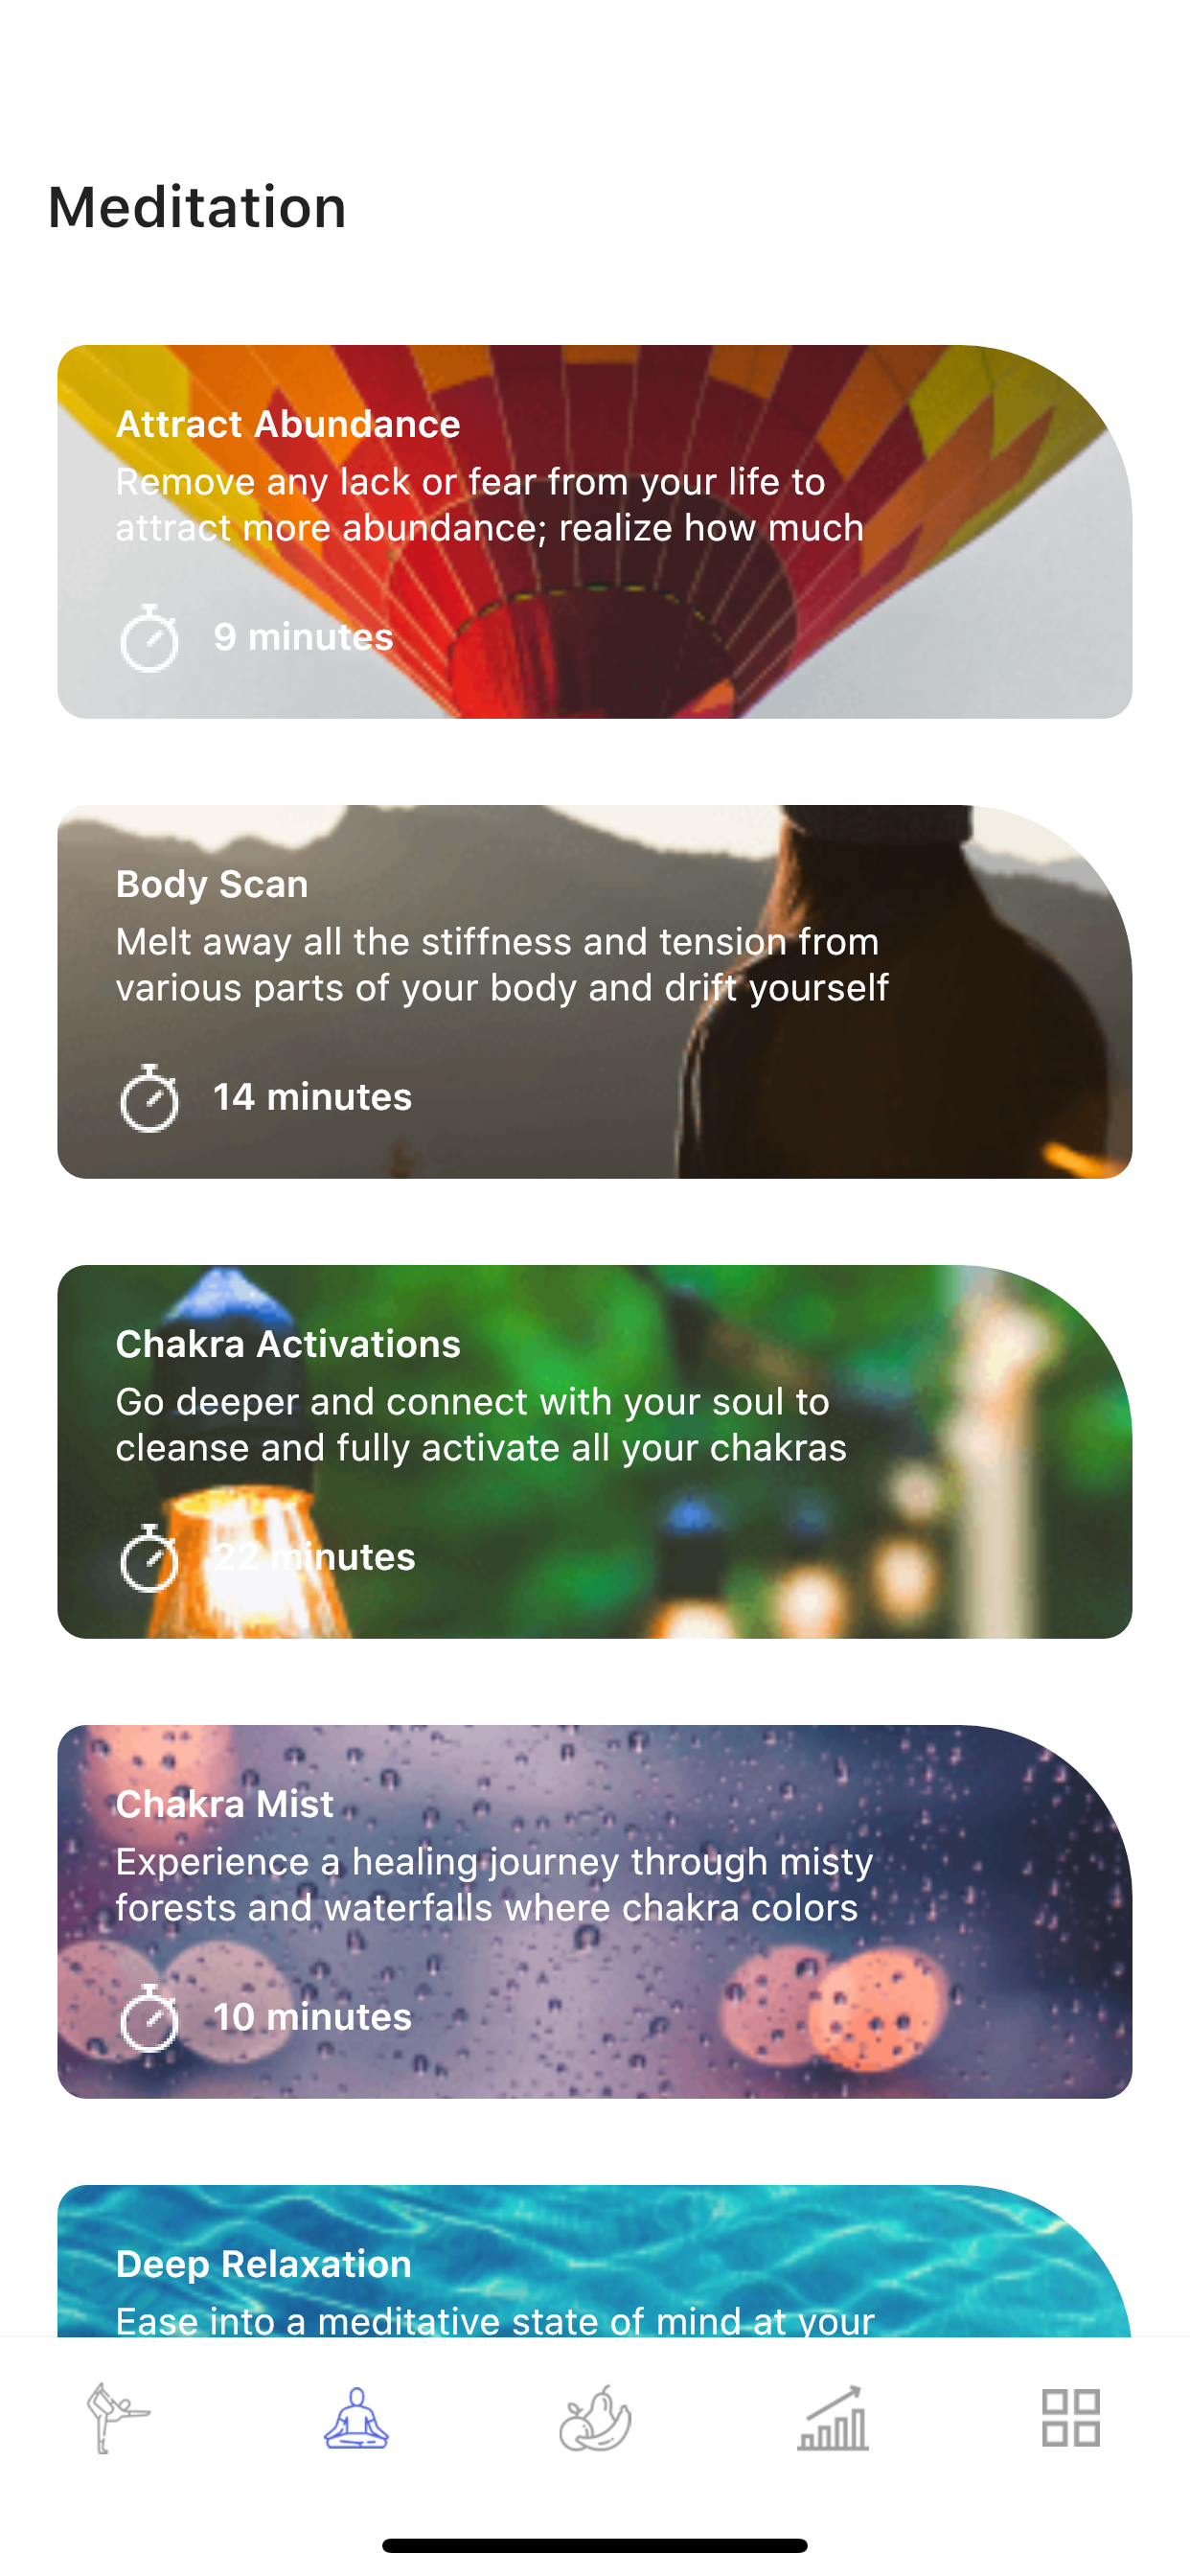 Meditation
Attract Abundance
Remove any lack or fear from your life to
attract more abundance; realize how much
9 minutes
Body Scan
Melt away all the stiffness and tension from
various parts of your body and drift yourself
14 minutes
Chakra Activations
Go deeper and connect with your soul to
cleanse and fully activate all your chakras
22 minutes
Chakra Mist
Experience a healing journey through misty
forests and waterfalls where chakra colors
10 minutes
Deep Relaxation
Ease into a meditative state of mind at your